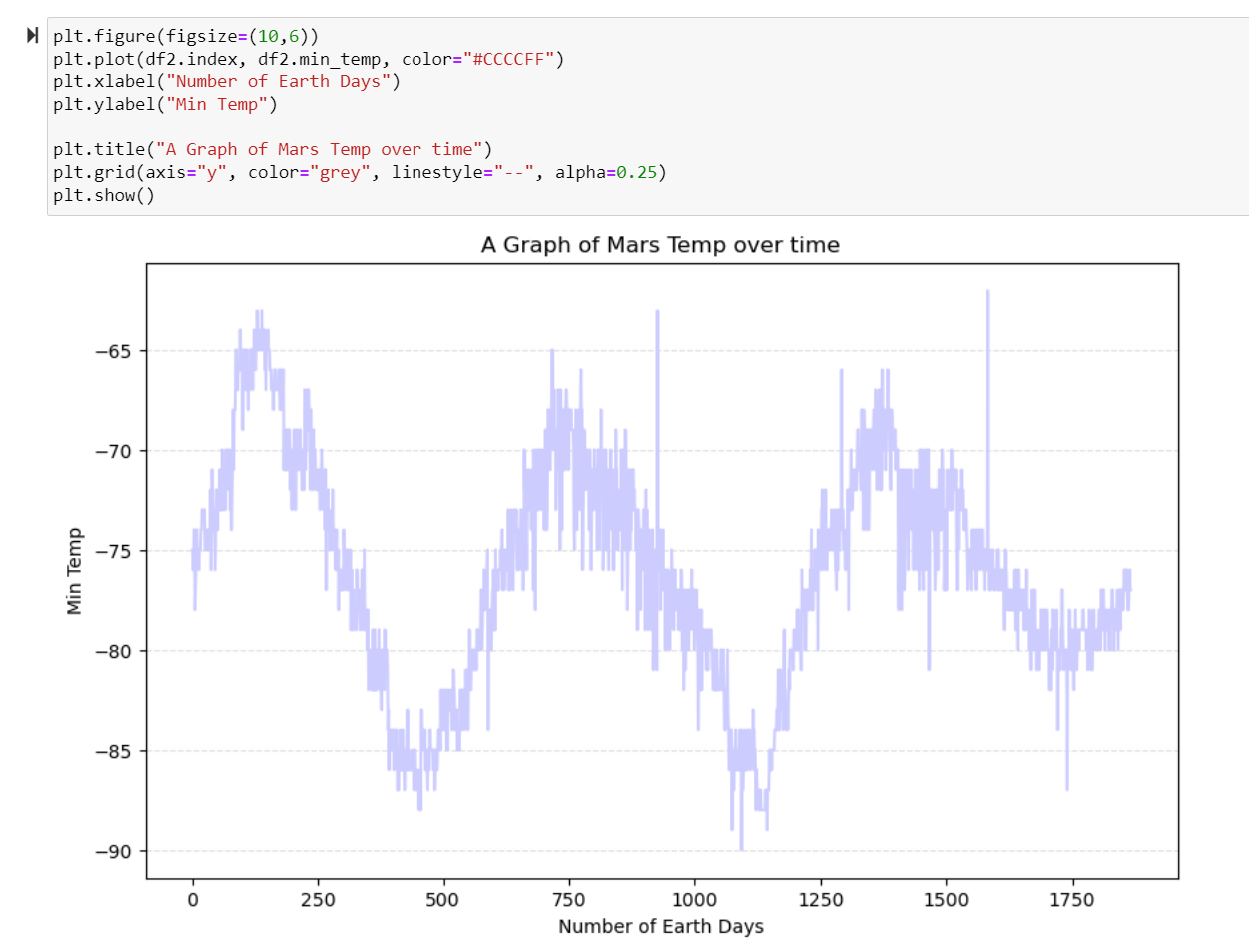 plt.figure(figsize=(10,6))
plt.plot(df2.index, df2.min_temp, color="#CCCCFF")
plt.xlabel("Number of Earth Days")
plt.ylabel("Min Temp")
plt.title("A Graph of Mars Temp over time")
plt.grid(axis="y", color="grey", linestyle="--", alpha=0.25)
plt.show()
A Graph of Mars Temp over time
Min Temp
−65
−70
−75
−80
−85
−90
0 250 500 750 1000 1250 1500 1750
Number of Earth Days